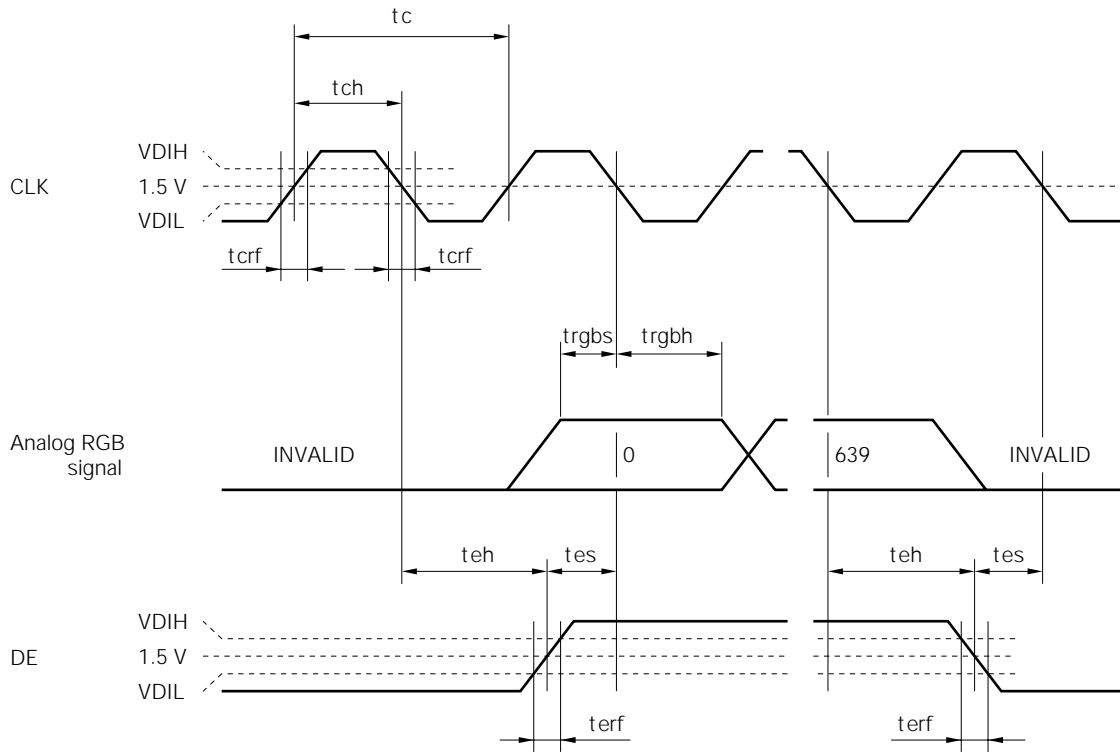 tc
tch
VDIH
CLK
1.5 V
VDIL
tcrf
tcrf
trgbs
trgbh
Analog RGB
signal
INVALID
0
639
INVALID
teh
tes
teh
tes
VDIH
DE
1.5 V
VDIL
terf
terf